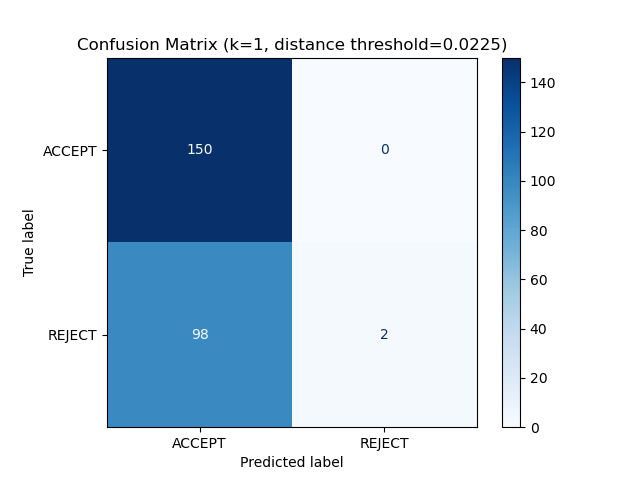 Confusion Matrix (k=1, distance threshold=0.0225)
ACCEPT
150
0
REJECT
98
2
ACCEPT
REJECT
Predicted label
True label
140
120
100
80
60
40
20
0